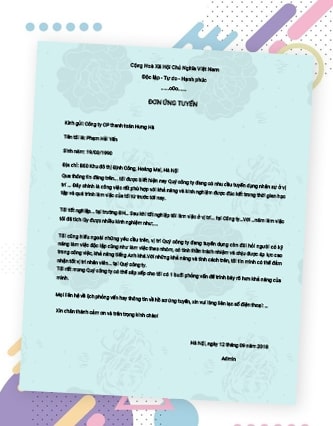 Cộng Hoà Xã Hội Chủ Nghĩa Việt Nam
Độc lập - Tự do - Hạnh phúc
.....o0o.....
ĐƠN ỨNG TUYỂN
Kính gửi: Công ty CP thanh toán Hưng Hà
Tên tôi là: Phạm Hải Yến
Sinh năm: 19/03/1990
Địa chỉ: B50 Khu đô thị Định Công, Hoàng Mai, Hà Nội
Qua thông tin đăng trên... tôi được biết hiện nay Quý công ty đang có nhu cầu tuyển dụng nhân sự ở vị
trí ... Đây chính là công việc rất phù hợp với khả năng và kinh nghiệm được đúc kết trong thời gian học
tập và quá trình làm việc của tôi từ trước tới nay.
Tôi tốt nghiệp... tại trường ĐH... Sau khi tốt nghiệp tôi làm việc ở vị trí... tại Công ty...Với ...năm làm việc
tôi đã tích lũy được nhiều kinh nghiệm như:....
Tôi cũng hiểu ngoài những yêu cầu trên, vị trí Quý công ty đang tuyển dụng còn đòi hỏi người có kỹ
năng làm việc độc lập cũng như làm việc theo nhóm, có tinh thần trách nhiệm và chịu được áp lực cao
trong công việc, khả năng tiếng Anh khá.Với những khả năng và tính cách trên, tôi tin mình có thể đảm
nhận tốt vị trí nhân viên... tại Quý công ty.
Tôi rất mong Quý công ty có thể sắp xếp cho tôi có 1 buổi phỏng vấn để trình bày rõ hơn khả năng của
mình.
Mọi liên hệ về lịch phỏng vấn hay thông tin về hồ sơ ứng tuyển, xin vui lòng liên lạc số điện thoại: ...
Xin chân thành cảm ơn và trân trọng kính chào!
Hà Nội, ngày 12 tháng 09 năm 2018
Admin